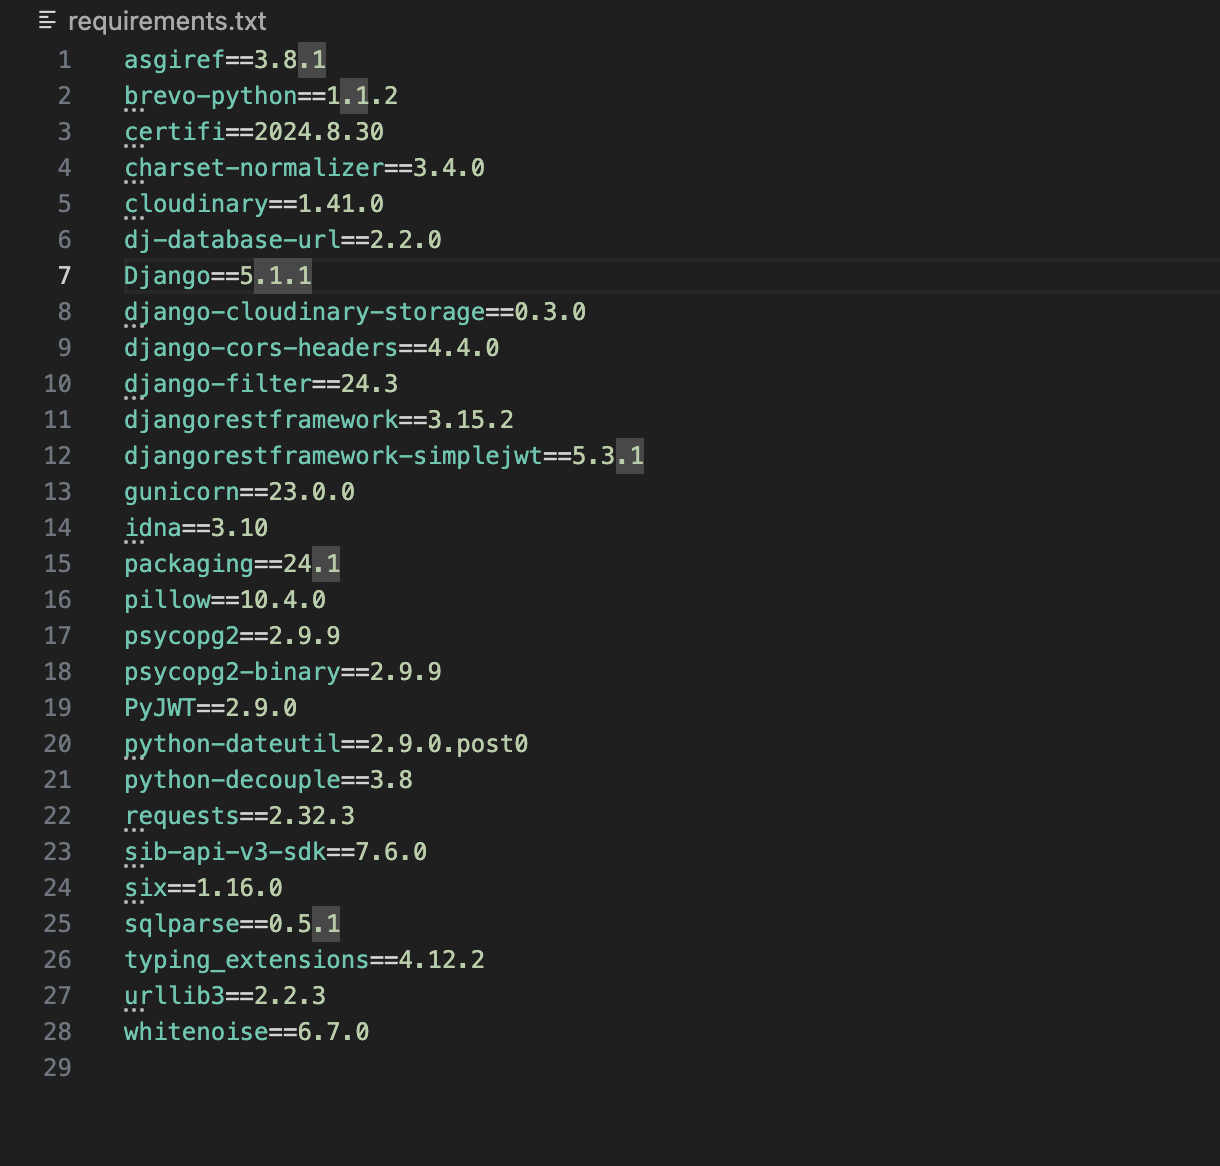 requirements.txt
1 asgiref==3.8.1
2 brevo-python==1.1.2
3 certifi==2024.8.30
4 charset-normalizer==3.4.0
5 cloudinary==1.41.0
6 dj-database-url==2.2.0
7 Django==5.1.1
8 django-cloudinary-storage==0.3.0
9 django-cors-headers==4.4.0
10 django-filter==24.3
11 djangorestframework==3.15.2
12 djangorestframework-simplejwt==5.3.1
13 gunicorn==23.0.0
14 idna==3.10
15 packaging==24.1
16 pillow==10.4.0
17 psycopg2==2.9.9
18 psycopg2-binary==2.9.9
19 PyJWT==2.9.0
20 python-dateutil==2.9.0.post0
21 python-decouple==3.8
22 requests==2.32.3
23 sib-api-v3-sdk==7.6.0
24 six==1.16.0
25 sqlparse==0.5.1
26 typing_extensions==4.12.2
27 urllib3==2.2.3
28 whitenoise==6.7.0
29